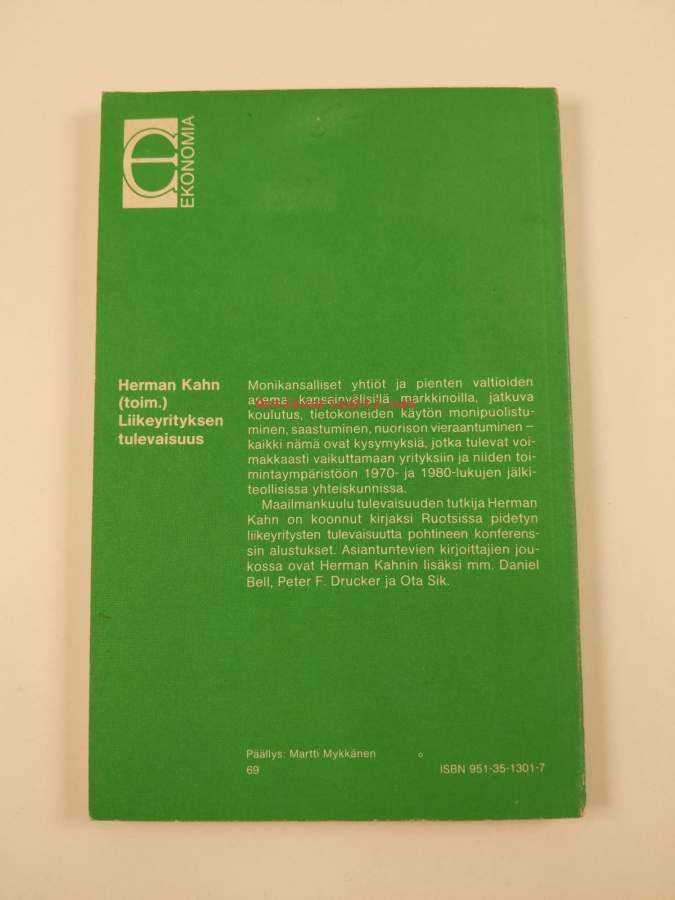 EKONOMIA
Herman Kahn
(toim.)
Liikeyrityksen
tulevaisuus
Monikansalliset yhtiöt ja pienten valtioiden
asema kansainvälisillä markkinoilla, jatkuva
koulutus, tietokoneiden käytön monipuolistu-
minen, saastuminen, nuorison vieraantuminen –
kaikki nämä ovat kysymyksiä, jotka tulevat voi-
makkaasti vaikuttamaan yrityksiin ja niiden toi-
mintaympäristöön 1970- ja 1980-lukujen jälki-
teollisissa yhteiskunnissa.
Maailmankuulu tulevaisuuden tutkija Herman
Kahn on koonnut kirjaksi Ruotsissa pidetyn
liikeyritysten tulevaisuutta pohtineen konferens-
sin alustukset. Asiantuntevien kirjoittajien jou-
kossa ovat Herman Kahnin lisäksi mm. Daniel
Bell, Peter F. Drucker ja Ota Sik.
Päällys: Martti Mykkänen
69
ISBN 951-35-1301-7